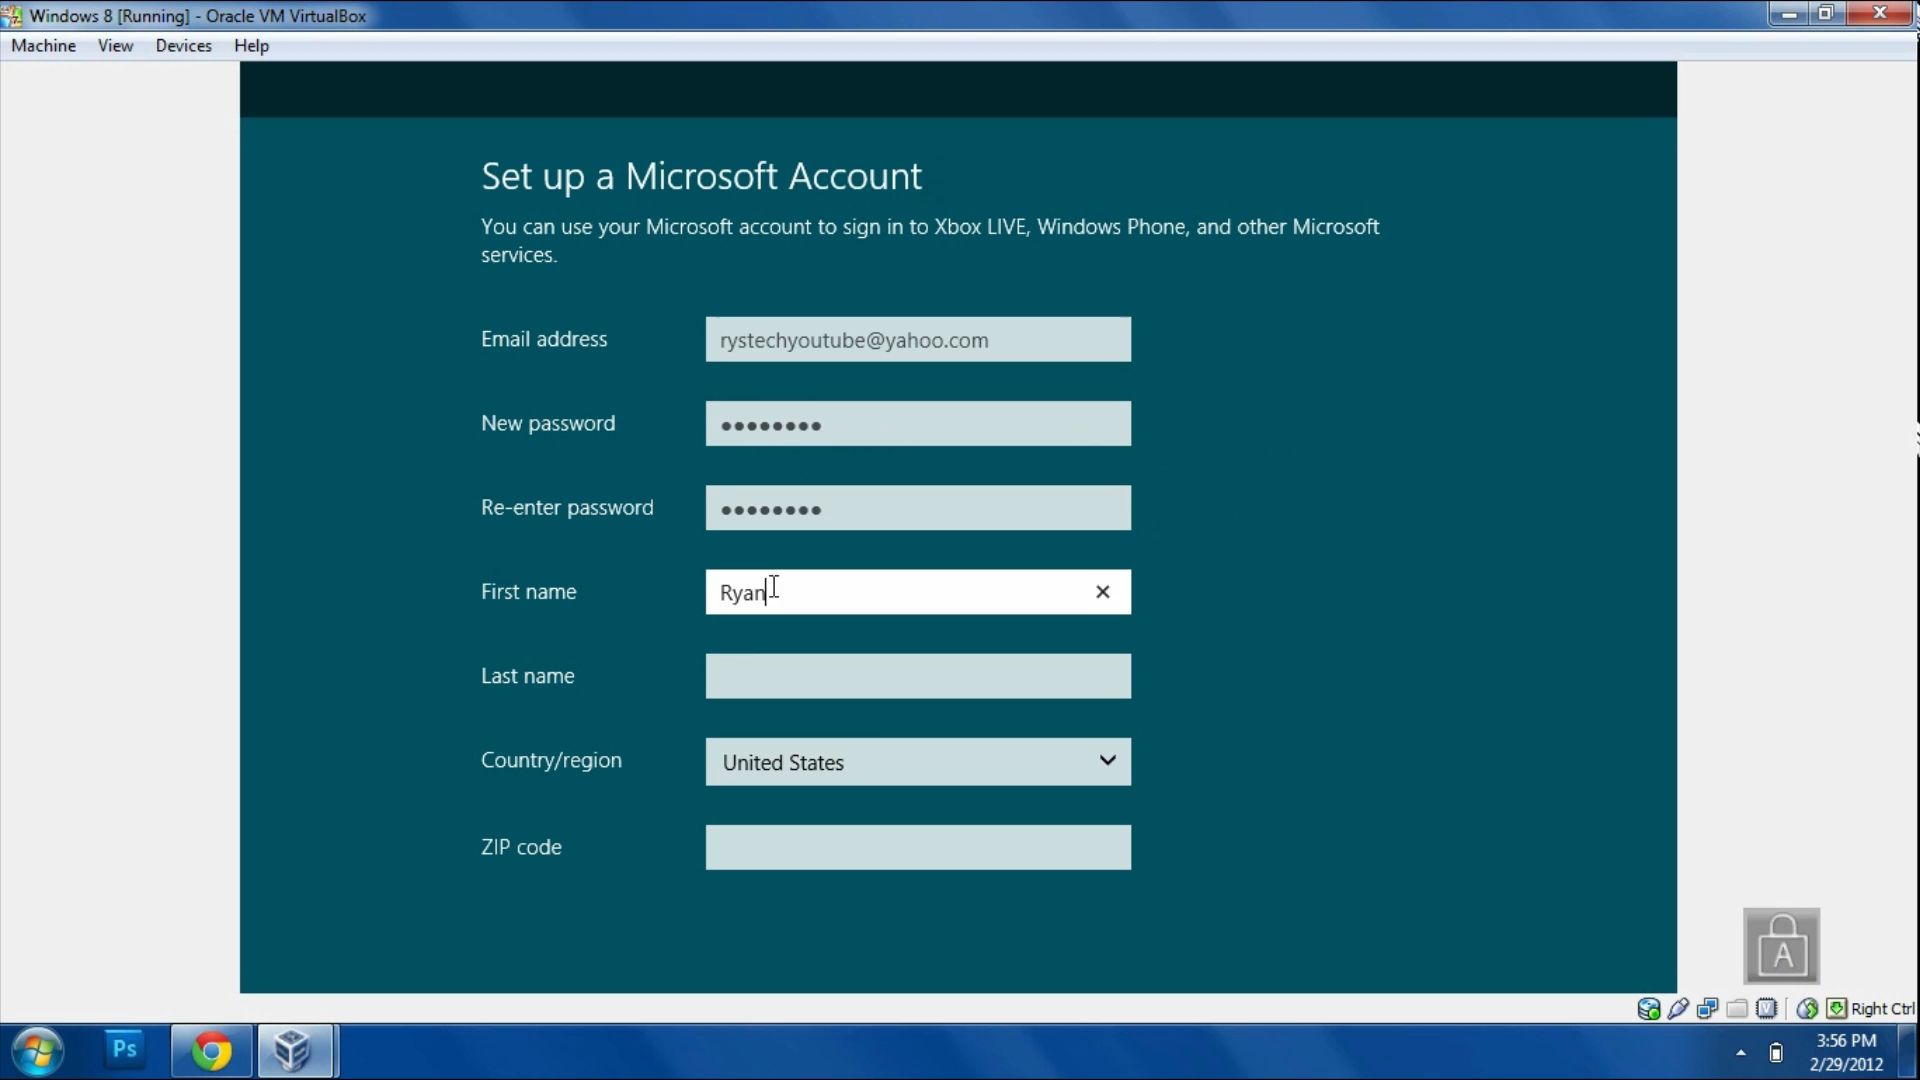 Windows 8 [Running] - Oracle VM VirtualBox
Machine View Devices Help
Set up a Microsoft Account
You can use your Microsoft account to sign in to Xbox LIVE, Windows Phone, and other Microsoft
services.
Email address
rystechyoutube@yahoo.com
New password
••••••••
Re-enter password
••••••••
First name
Ryan
Last name
Country/region
United States
ZIP code
A
Right Ctrl
Ps
3:56 PM
2/29/2012